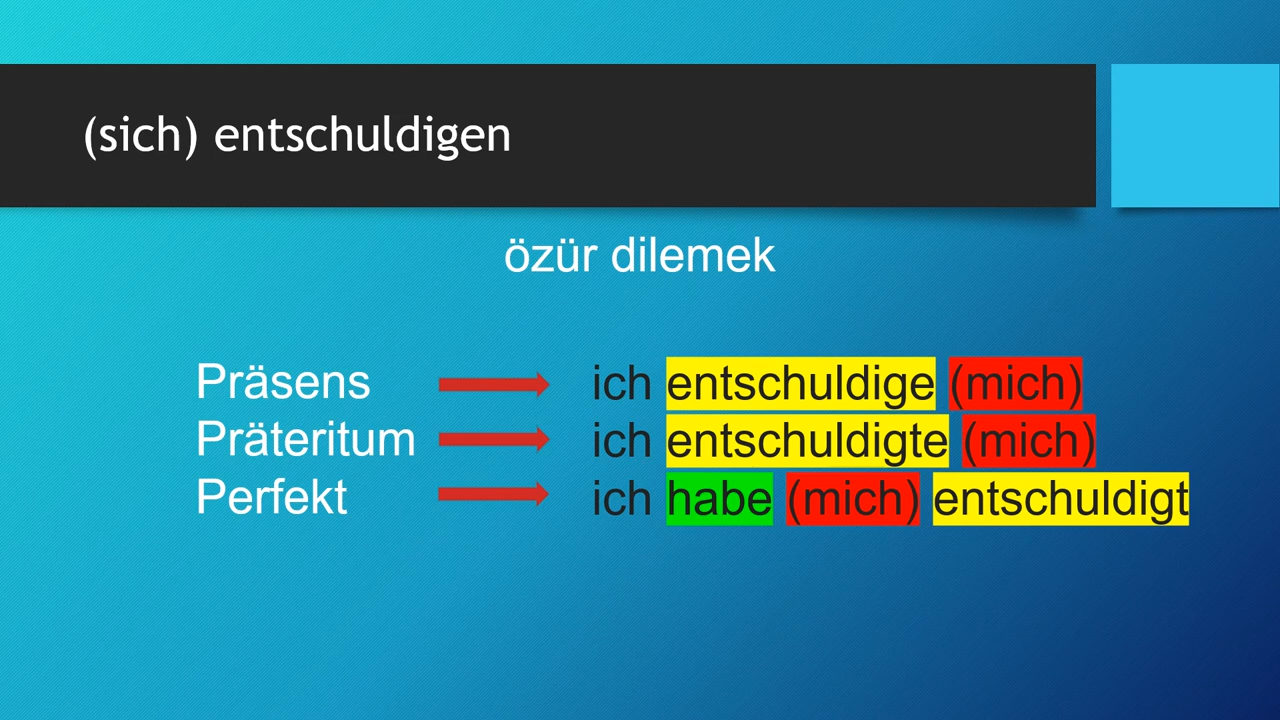 (sich) entschuldigen
özür dilemek
Präsens ich entschuldige (mich)
Präteritum ich entschuldigte (mich)
Perfekt ich habe (mich) entschuldigt